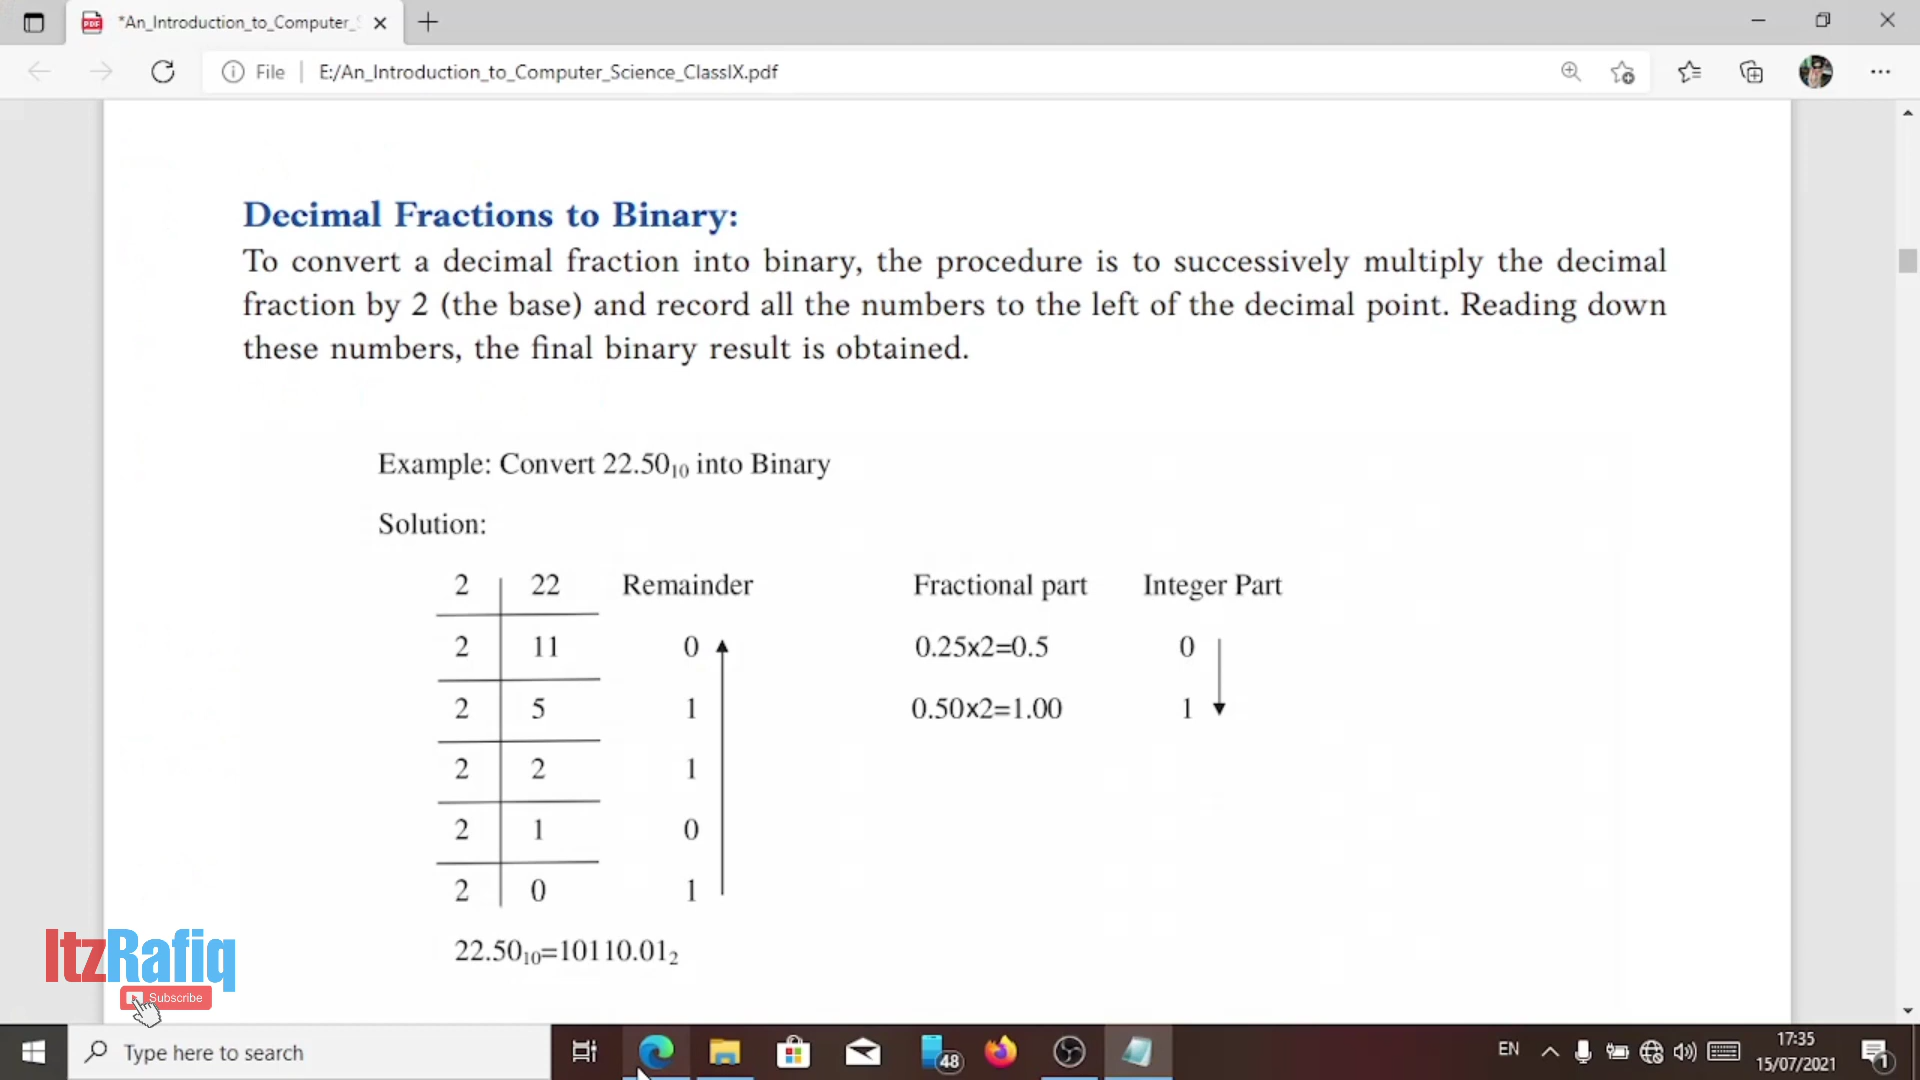 *An_Introduction_to_Computer_S
File
E:/An_Introduction_to_Computer_Science_ClassIX.pdf
Decimal Fractions to Binary:
To convert a decimal fraction into binary, the procedure is to successively multiply the decimal
fraction by 2 (the base) and record all the numbers to the left of the decimal point. Reading down
these numbers, the final binary result is obtained.
Example: Convert 22.50₁₀ into Binary
Solution:
2 22 Remainder Fractional part Integer Part
2 11 0 0.25x2=0.5 0
2 5 1 0.50x2=1.00 1
2 2 1
2 1 0
2 0 1
22.50₁₀=10110.01₂
ItzRafiq
Subscribe
Type here to search
48
EN
17:35
15/07/2021
1